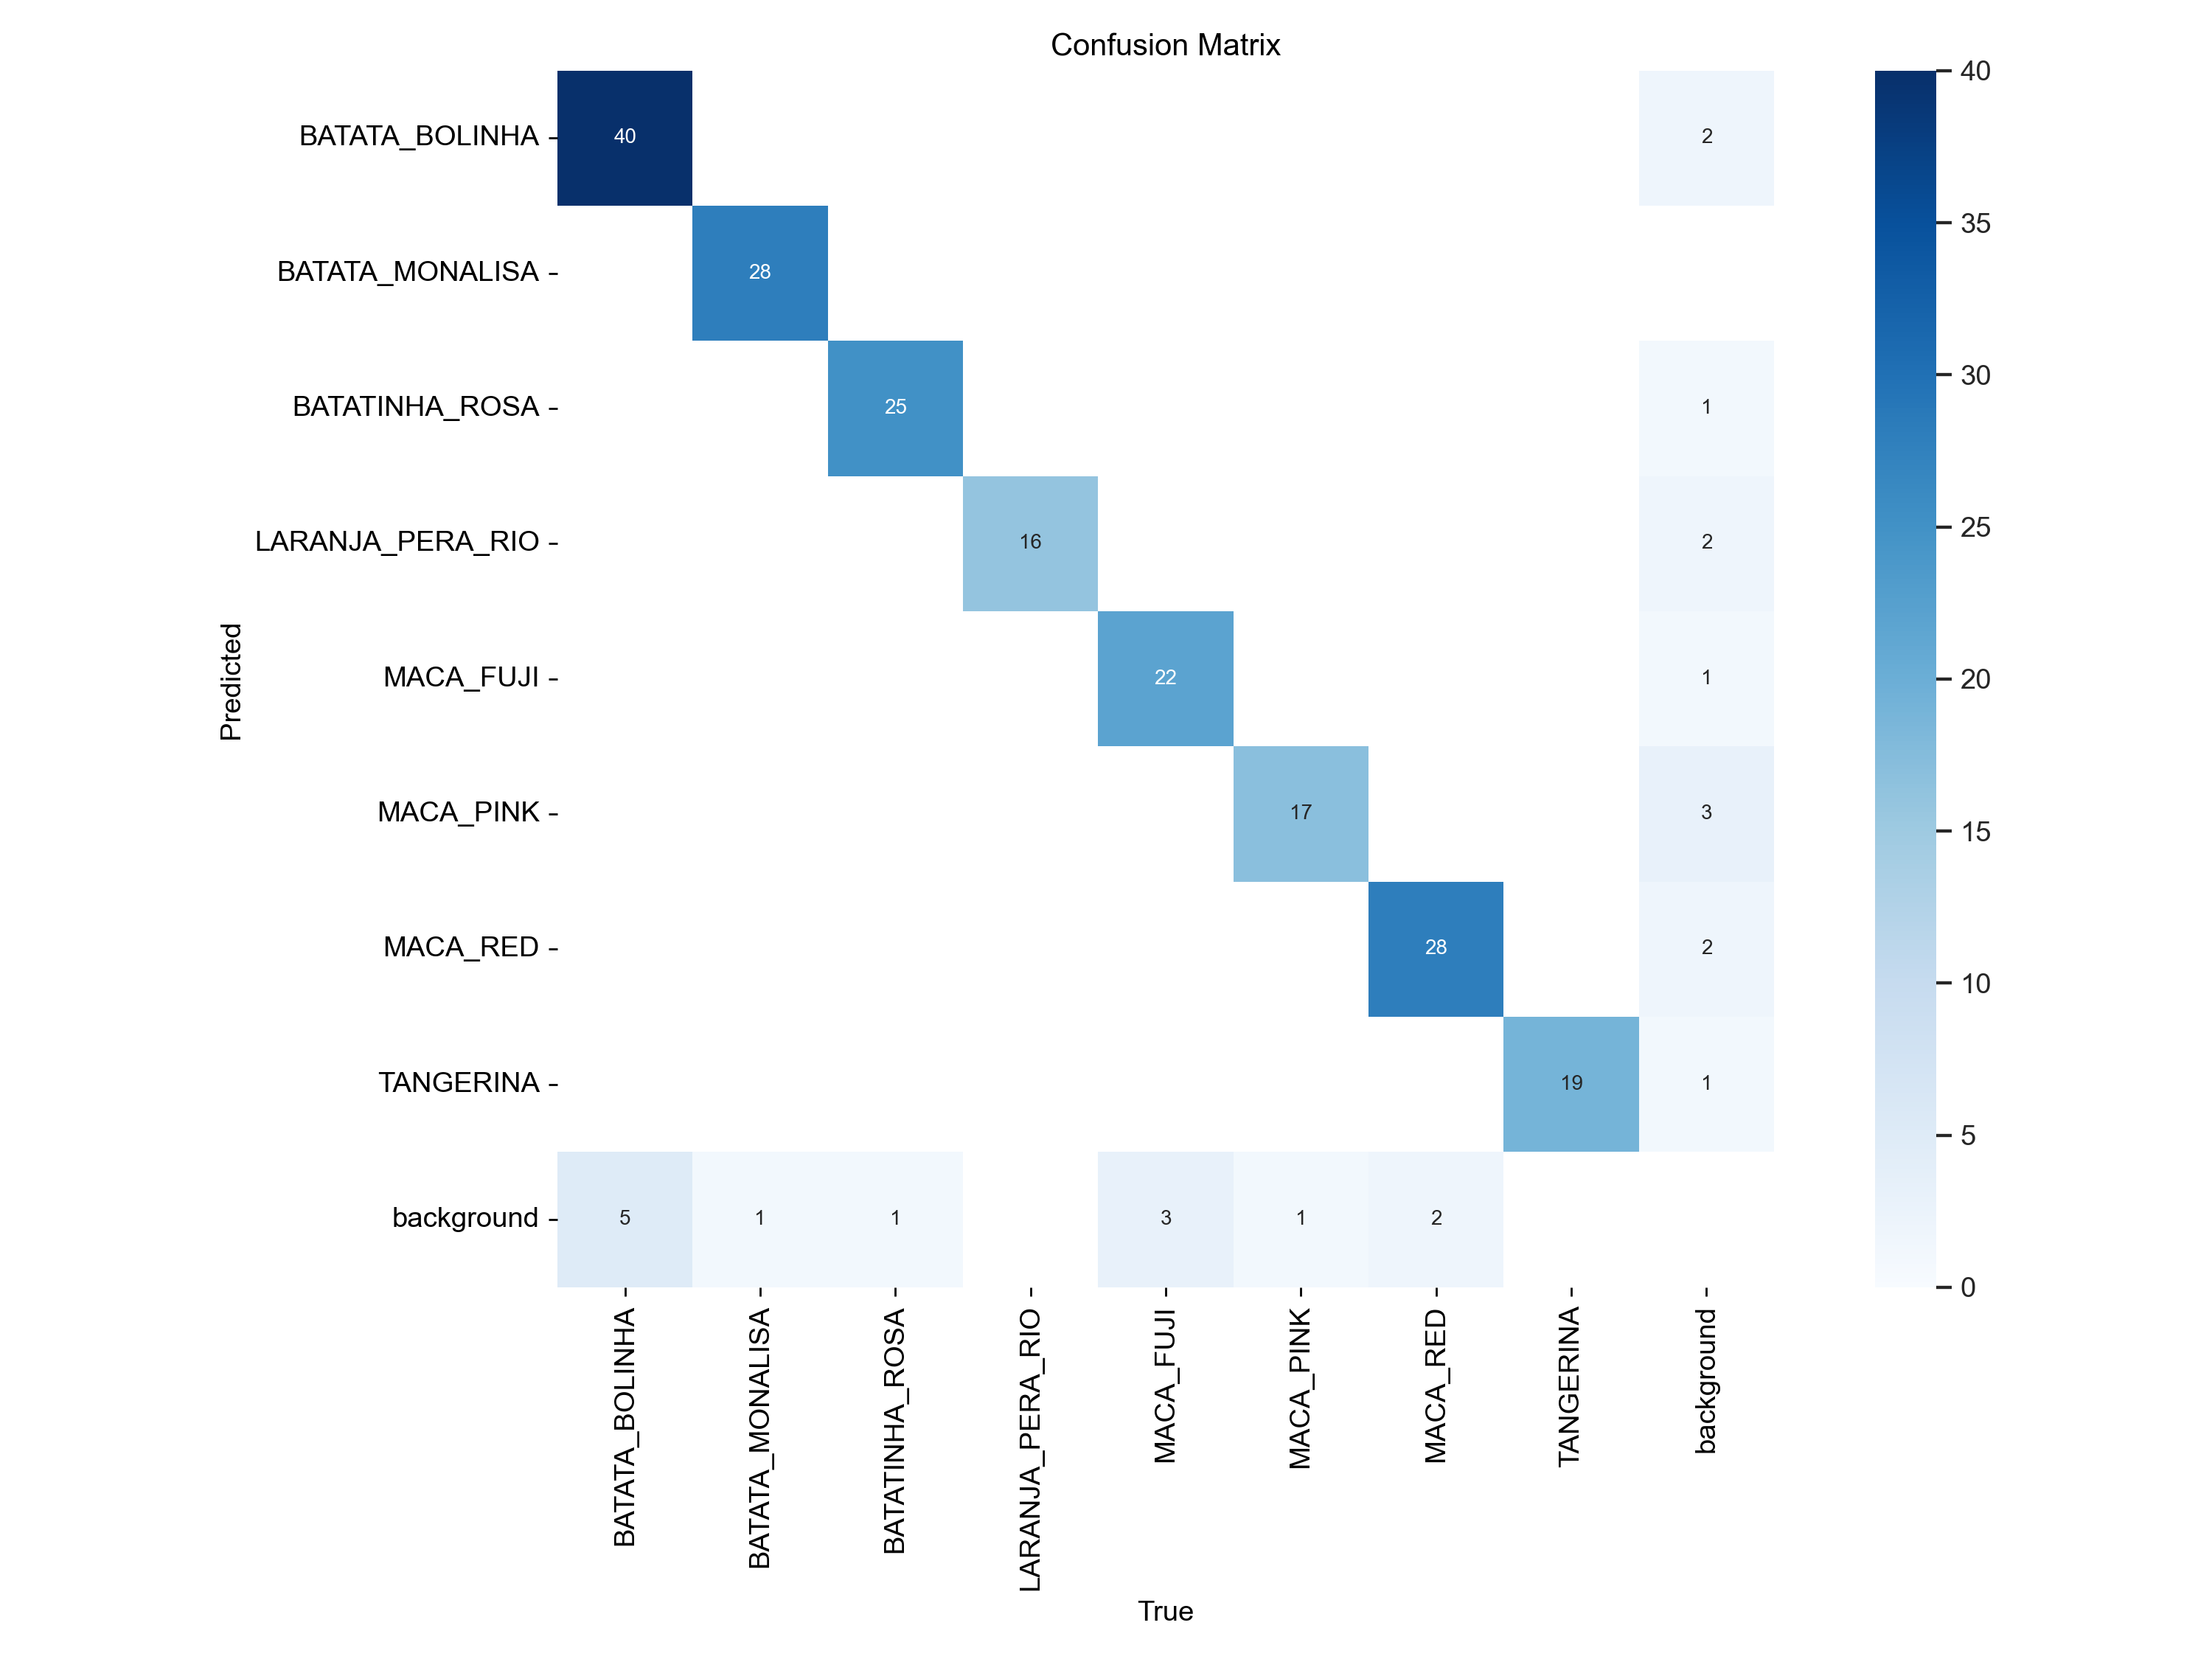 Confusion Matrix
BATATA_BOLINHA 40 2
BATATA_MONALISA 28
BATATINHA_ROSA 25 1
LARANJA_PERA_RIO 16 2
MACA_FUJI 22 1
MACA_PINK 17 3
MACA_RED 28 2
TANGERINA 19 1
background 5 1 1 3 1 2
Predicted
BATATA_BOLINHA
BATATA_MONALISA
BATATINHA_ROSA
LARANJA_PERA_RIO
MACA_FUJI
MACA_PINK
MACA_RED
TANGERINA
background
True
40
35
30
25
20
15
10
5
0